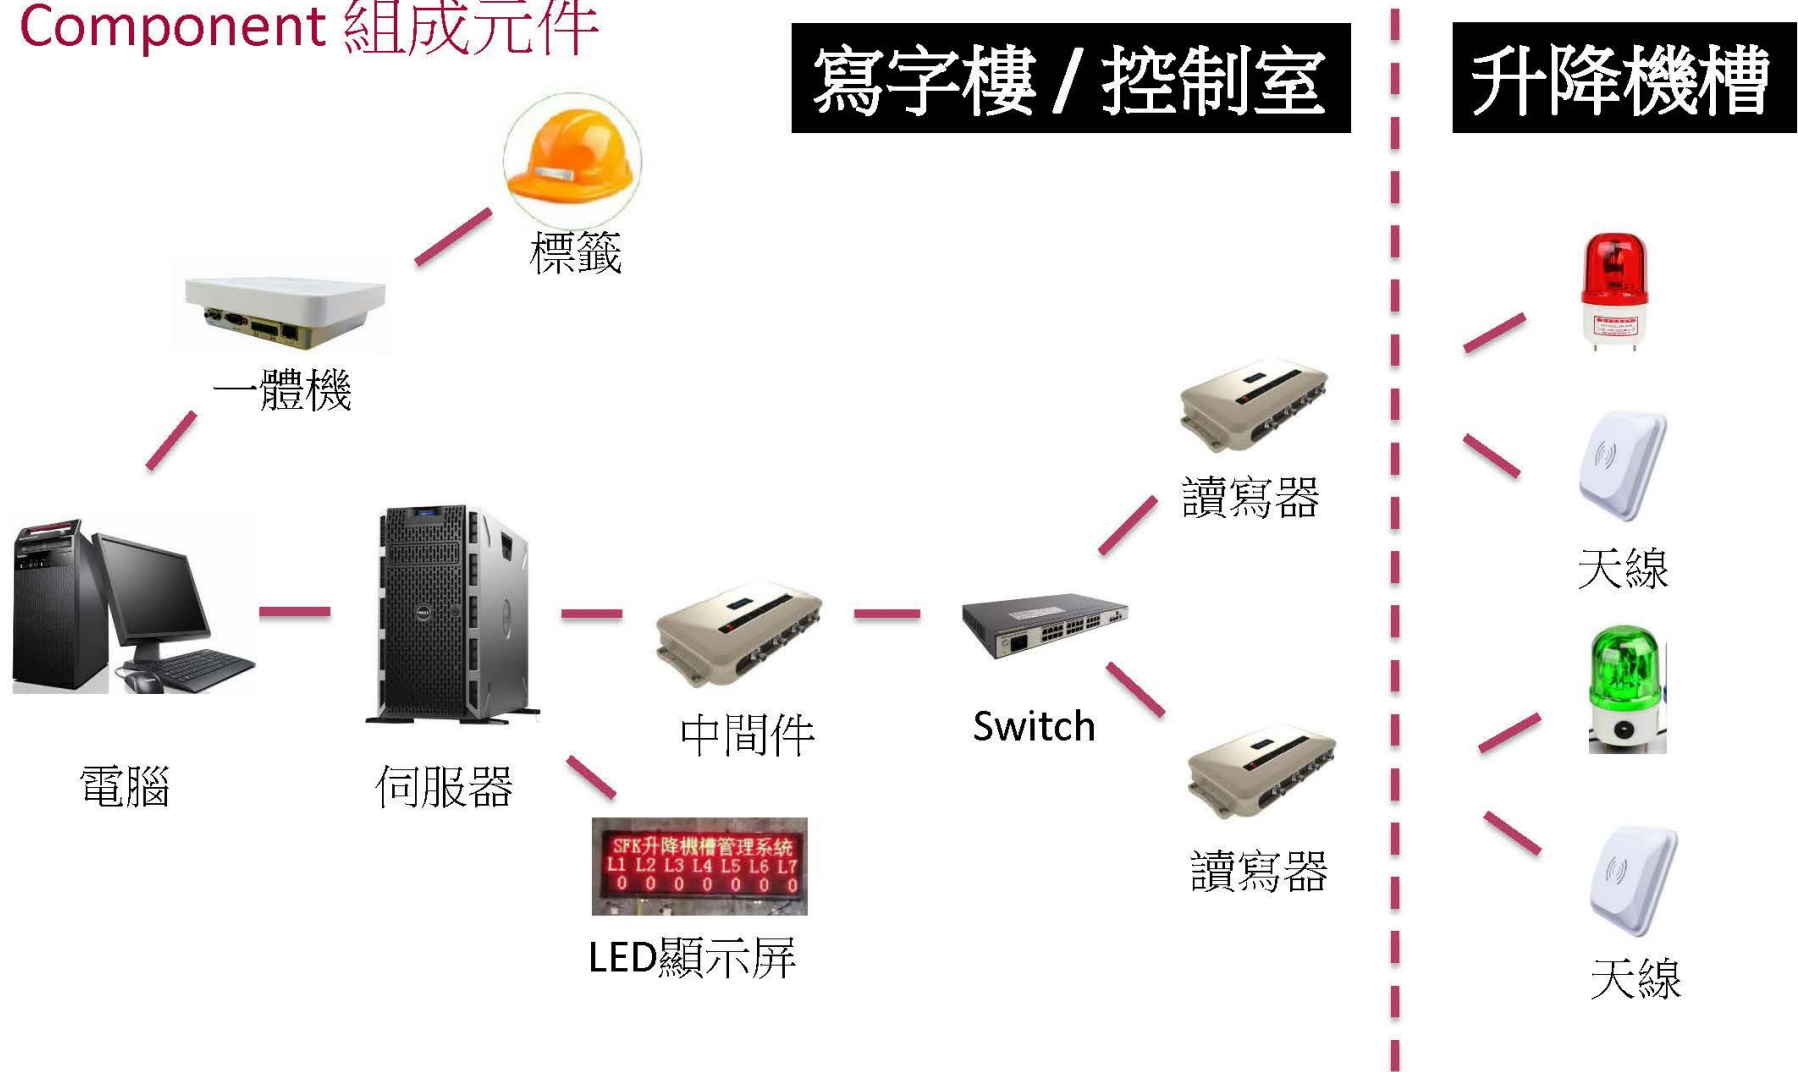 Component 組成元件
寫字樓 / 控制室
升降機槽
標籤
一體機
讀寫器
天線
電腦
伺服器
中間件
Switch
SFK升降機槽管理系統
L1 L2 L3 L4 L5 L6 L7
0 0 0 0 0 0 0
LED顯示屏
讀寫器
天線